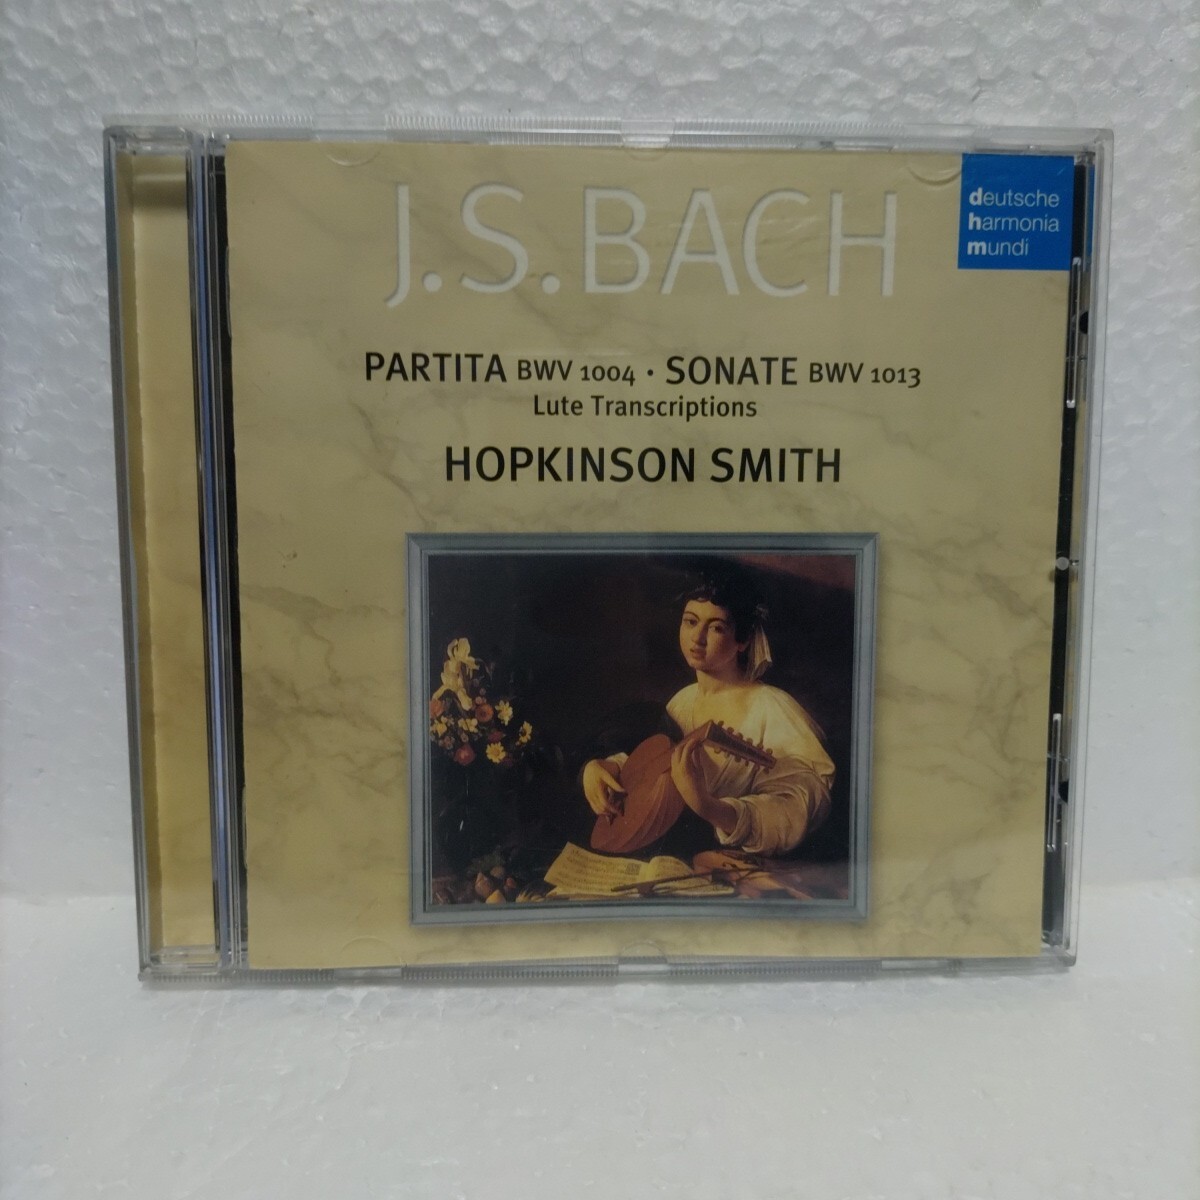 J.S. BACH
deutsche
harmonia
mundi
PARTITA BWV 1004 · SONATE BWV 1013
Lute Transcriptions
HOPKINSON SMITH